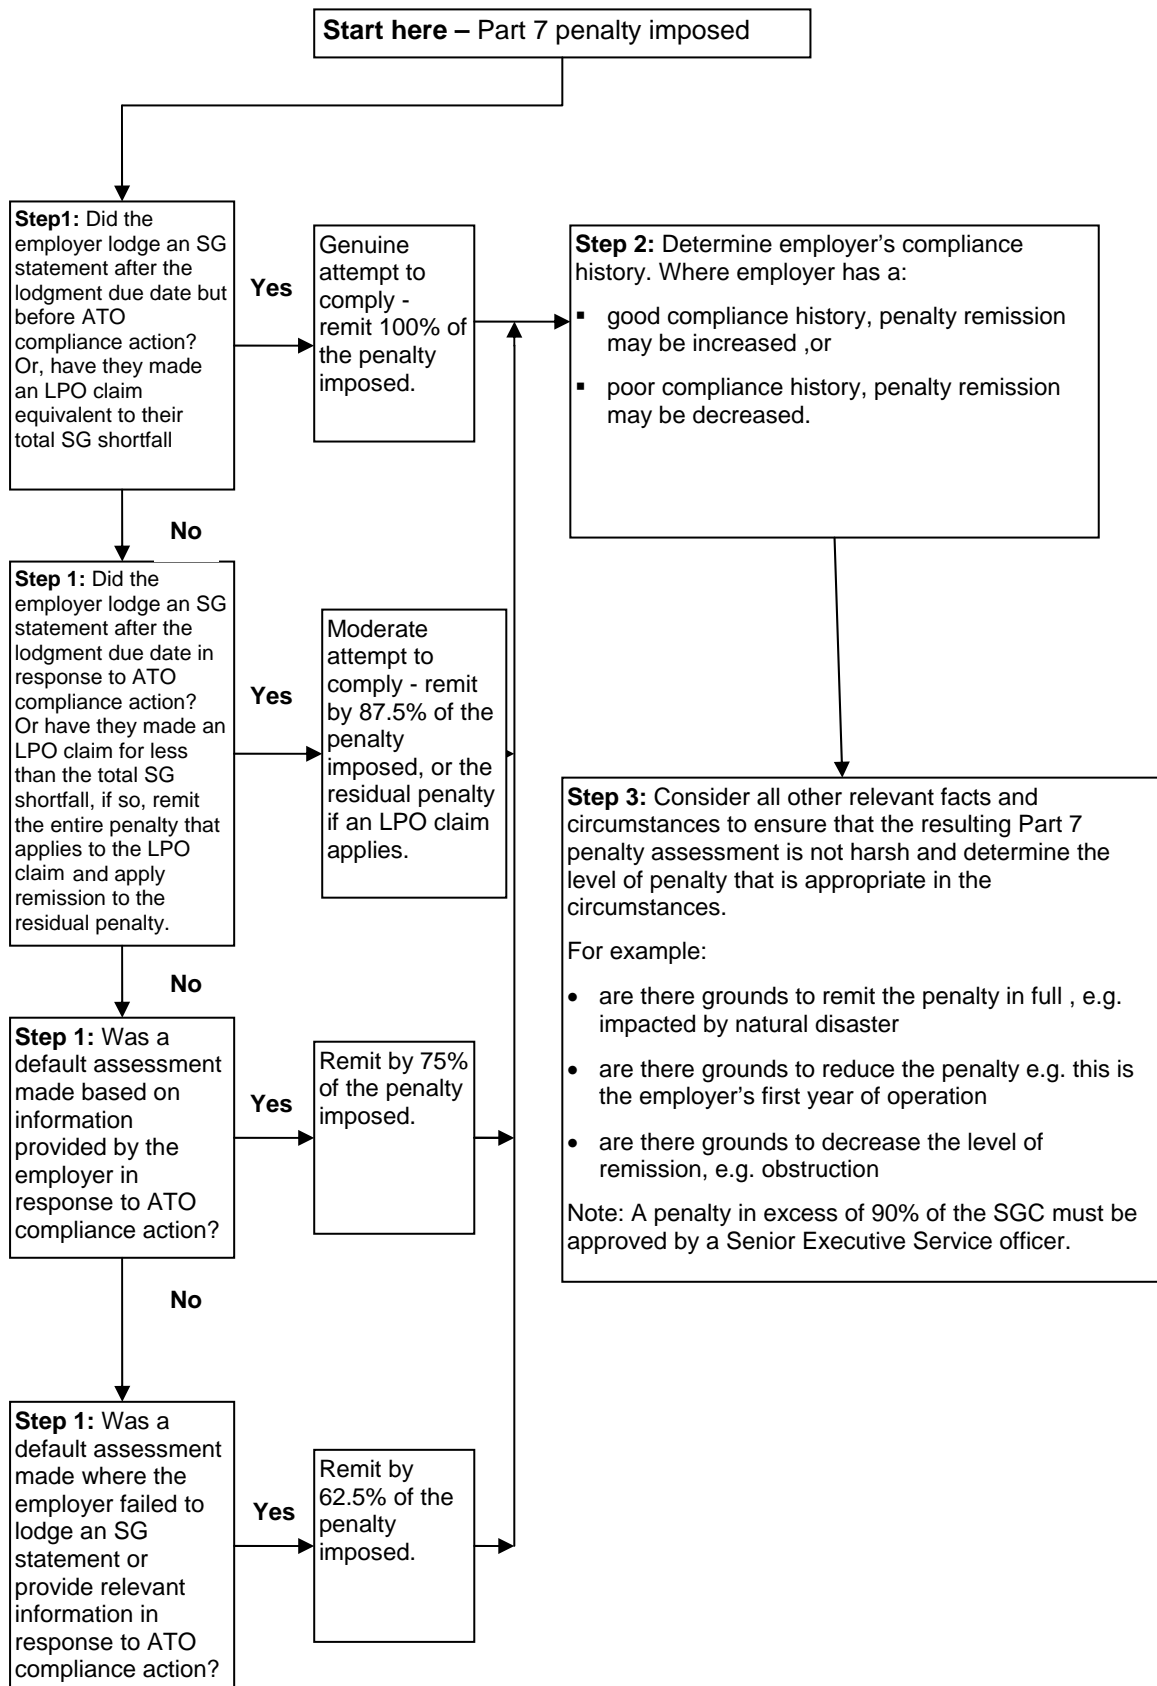 Start here – Part 7 penalty imposed
Step1: Did the
employer lodge an SG
statement after the
lodgment due date but
before ATO
compliance action?
Or, have they made
an LPO claim
equivalent to their
total SG shortfall
Yes
Genuine
attempt to
comply -
remit 100% of
the penalty
imposed.
Step 2: Determine employer’s compliance
history. Where employer has a:
▪ good compliance history, penalty remission
may be increased ,or
▪ poor compliance history, penalty remission
may be decreased.
No
Step 1: Did the
employer lodge an SG
statement after the
lodgment due date in
response to ATO
compliance action?
Or have they made an
LPO claim for less
than the total SG
shortfall, if so, remit
the entire penalty that
applies to the LPO
claim and apply
remission to the
residual penalty.
Yes
Moderate
attempt to
comply - remit
by 87.5% of the
penalty
imposed, or the
residual penalty
if an LPO claim
applies.
Step 3: Consider all other relevant facts and
circumstances to ensure that the resulting Part 7
penalty assessment is not harsh and determine the
level of penalty that is appropriate in the
circumstances.
For example:
• are there grounds to remit the penalty in full , e.g.
impacted by natural disaster
• are there grounds to reduce the penalty e.g. this is
the employer’s first year of operation
• are there grounds to decrease the level of
remission, e.g. obstruction
Note: A penalty in excess of 90% of the SGC must be
approved by a Senior Executive Service officer.
No
Step 1: Was a
default assessment
made based on
information
provided by the
employer in
response to ATO
compliance action?
Yes
Remit by 75%
of the penalty
imposed.
No
Step 1: Was a
default assessment
made where the
employer failed to
lodge an SG
statement or
provide relevant
information in
response to ATO
compliance action?
Yes
Remit by
62.5% of the
penalty
imposed.